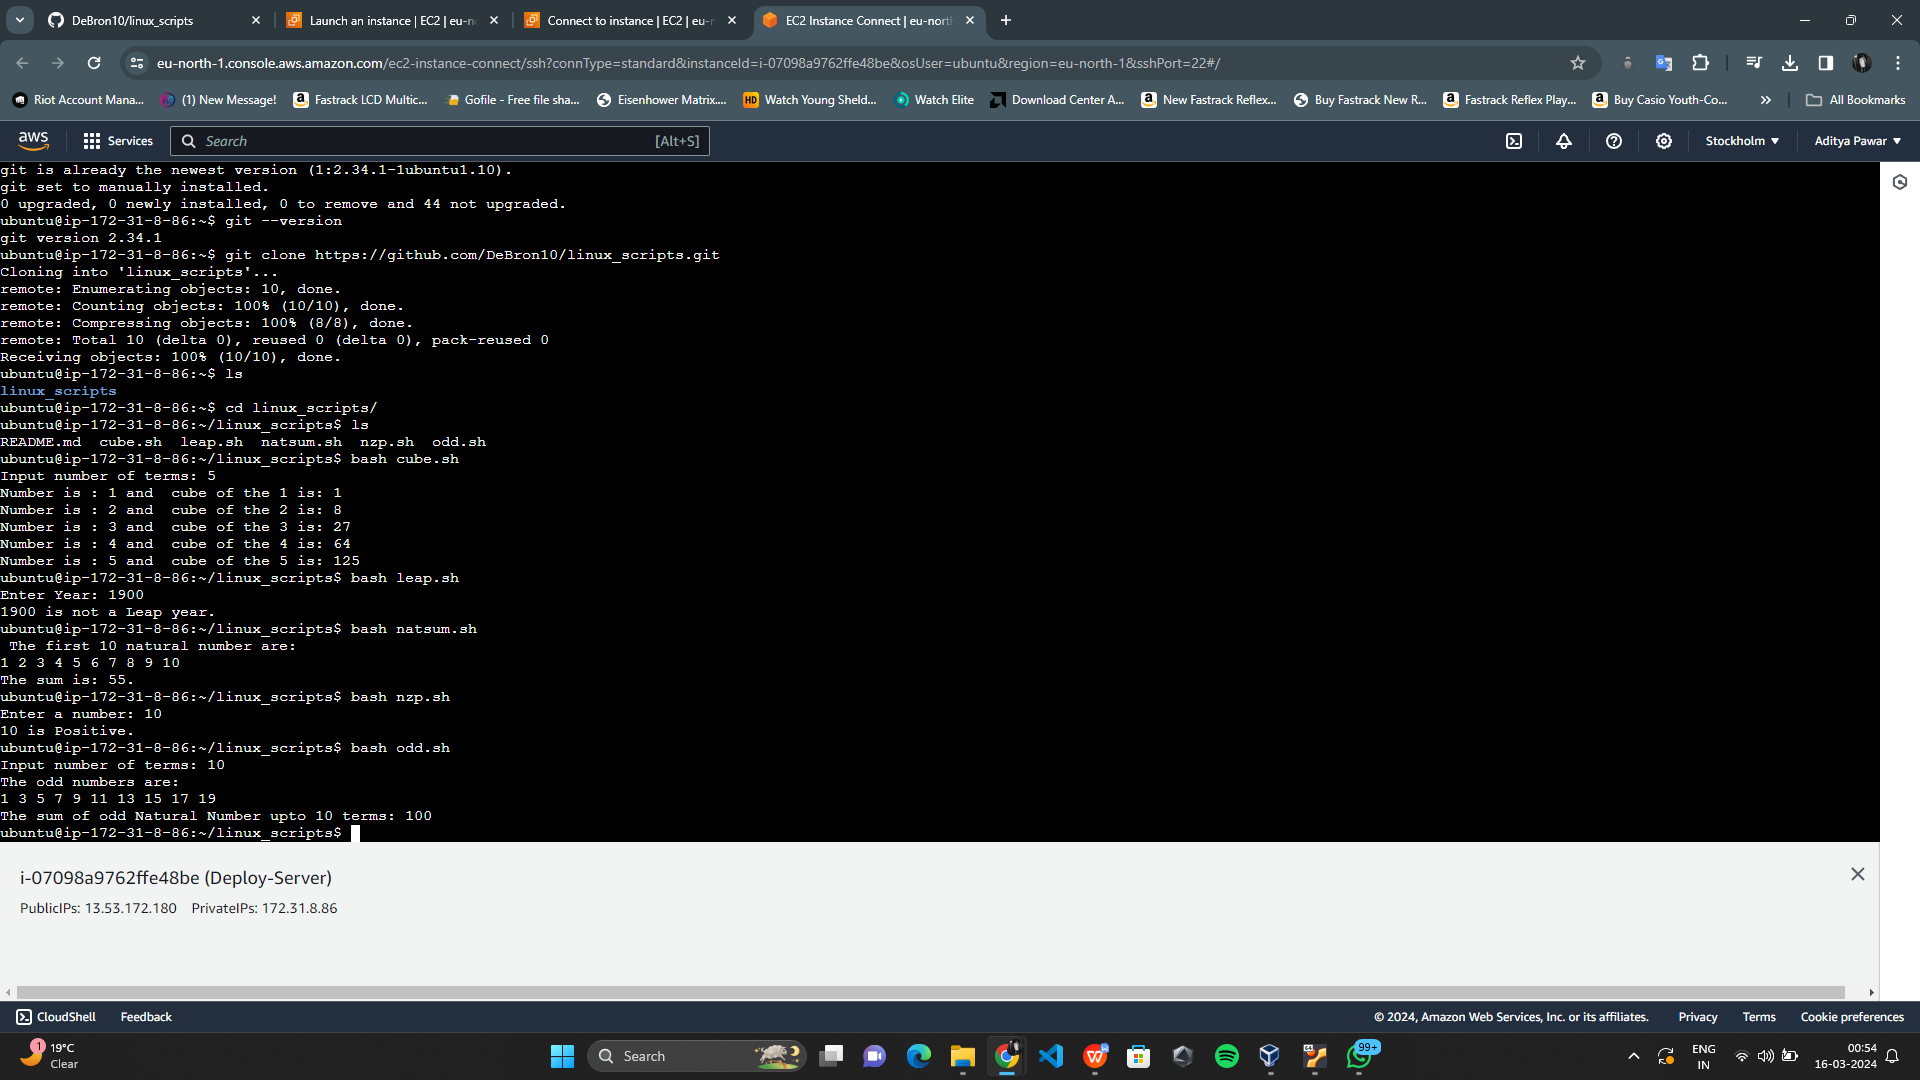 DeBron10/linux_scripts
Launch an instance | EC2 | eu-n
Connect to instance | EC2 | eu-n
EC2 Instance Connect | eu-nort
eu-north-1.console.aws.amazon.com/ec2-instance-connect/ssh?connType=standard&instanceId=i-07098a9762ffe48be&osUser=ubuntu&region=eu-north-1&sshPort=22#/
Riot Account Mana...
(1) New Message!
Fastrack LCD Multic...
Gofile - Free file sha...
Eisenhower Matrix....
HD Watch Young Sheld...
Watch Elite
Download Center A...
New Fastrack Reflex...
Buy Fastrack New R...
Fastrack Reflex Play...
Buy Casio Youth-Co...
All Bookmarks
aws
Services
Search
[Alt+S]
Stockholm
Aditya Pawar
git is already the newest version (1:2.34.1-1ubuntu1.10).
git set to manually installed.
0 upgraded, 0 newly installed, 0 to remove and 44 not upgraded.
ubuntu@ip-172-31-8-86:~$ git --version
git version 2.34.1
ubuntu@ip-172-31-8-86:~$ git clone https://github.com/DeBron10/linux_scripts.git
Cloning into 'linux_scripts'...
remote: Enumerating objects: 10, done.
remote: Counting objects: 100% (10/10), done.
remote: Compressing objects: 100% (8/8), done.
remote: Total 10 (delta 0), reused 0 (delta 0), pack-reused 0
Receiving objects: 100% (10/10), done.
ubuntu@ip-172-31-8-86:~$ ls
linux_scripts
ubuntu@ip-172-31-8-86:~$ cd linux_scripts/
ubuntu@ip-172-31-8-86:~/linux_scripts$ ls
README.md  cube.sh  leap.sh  natsum.sh  nzp.sh  odd.sh
ubuntu@ip-172-31-8-86:~/linux_scripts$ bash cube.sh
Input number of terms: 5
Number is : 1 and  cube of the 1 is: 1
Number is : 2 and  cube of the 2 is: 8
Number is : 3 and  cube of the 3 is: 27
Number is : 4 and  cube of the 4 is: 64
Number is : 5 and  cube of the 5 is: 125
ubuntu@ip-172-31-8-86:~/linux_scripts$ bash leap.sh
Enter Year: 1900
1900 is not a Leap year.
ubuntu@ip-172-31-8-86:~/linux_scripts$ bash natsum.sh
 The first 10 natural number are:
1 2 3 4 5 6 7 8 9 10
The sum is: 55.
ubuntu@ip-172-31-8-86:~/linux_scripts$ bash nzp.sh
Enter a number: 10
10 is Positive.
ubuntu@ip-172-31-8-86:~/linux_scripts$ bash odd.sh
Input number of terms: 10
The odd numbers are:
1 3 5 7 9 11 13 15 17 19
The sum of odd Natural Number upto 10 terms: 100
ubuntu@ip-172-31-8-86:~/linux_scripts$
i-07098a9762ffe48be (Deploy-Server)
PublicIPs: 13.53.172.180 PrivateIPs: 172.31.8.86
CloudShell
Feedback
© 2024, Amazon Web Services, Inc. or its affiliates.
Privacy
Terms
Cookie preferences
1
19°C
Clear
Search
99+
ENG
IN
00:54
16-03-2024